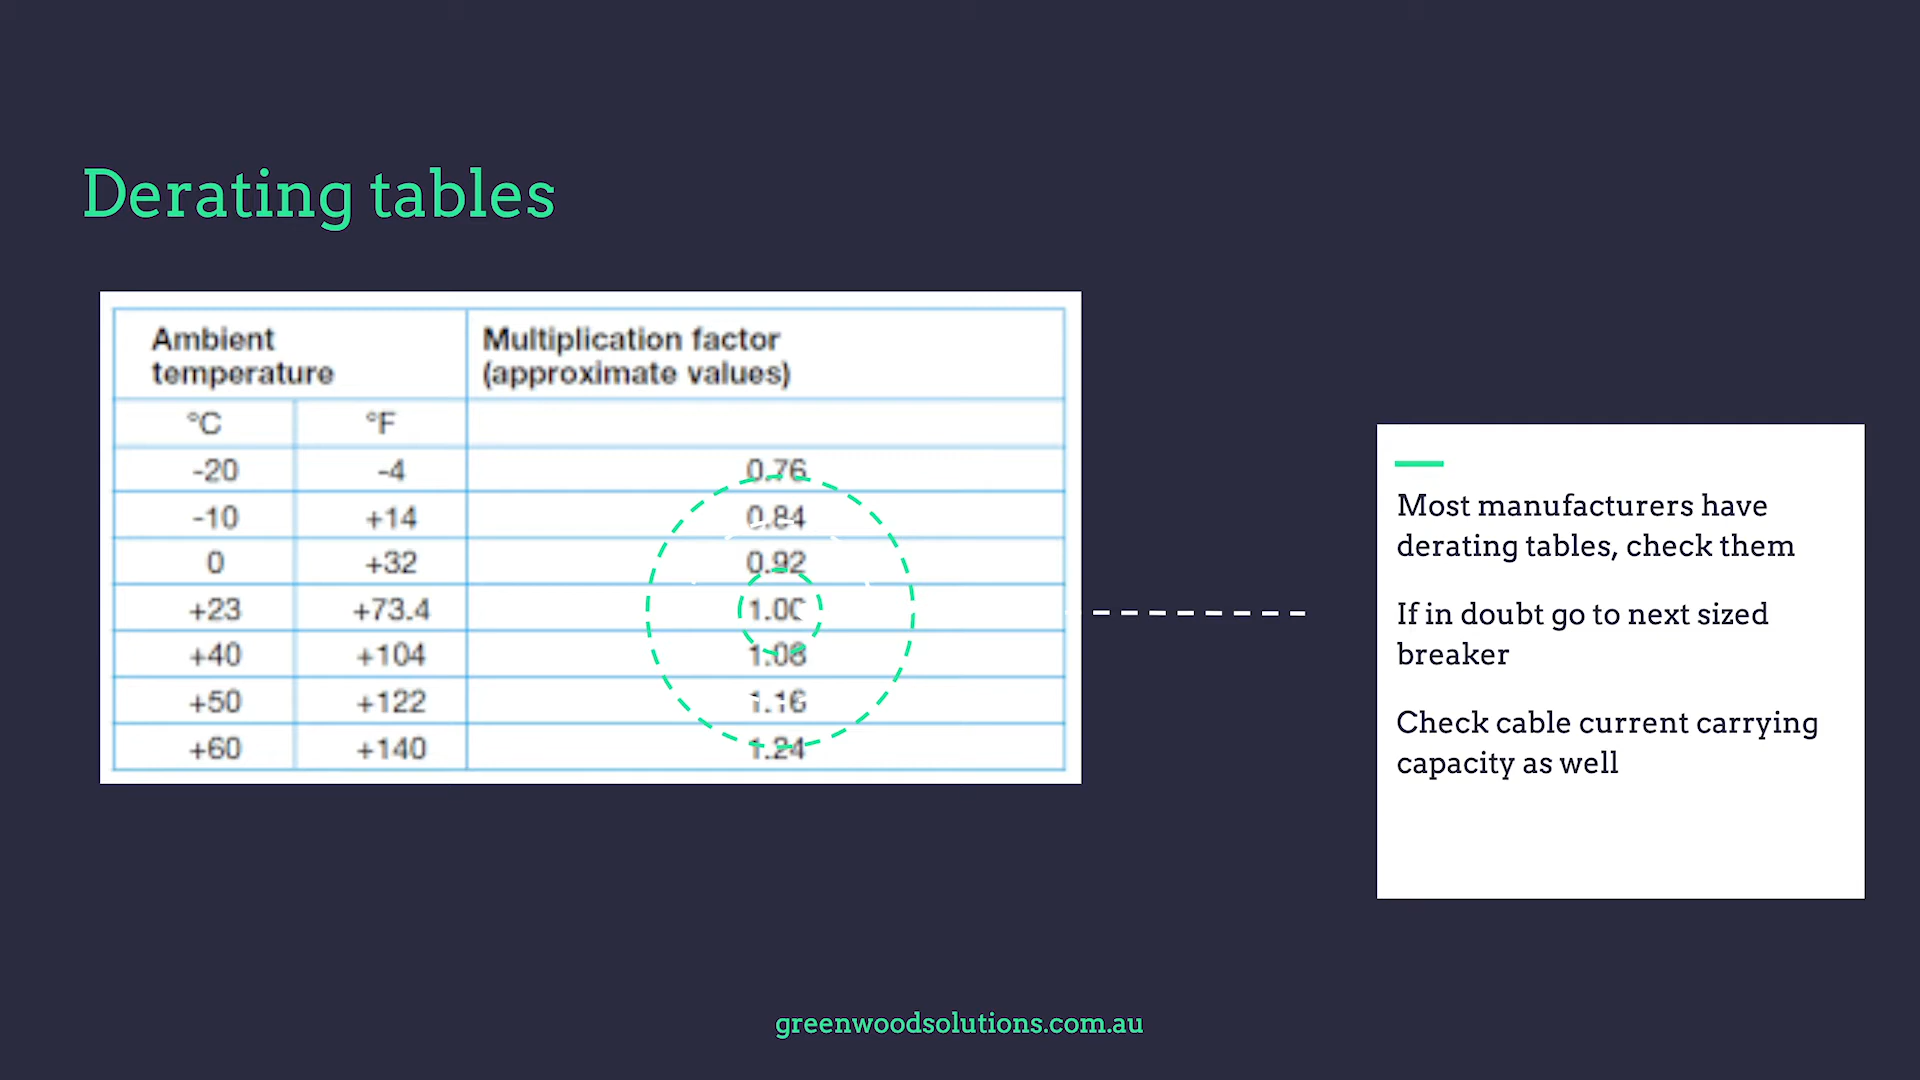 Derating tables
Ambient temperature
Multiplication factor (approximate values)
°C °F
-20 -4 0.76
-10 +14 0.84
0 +32 0.92
+23 +73.4 1.00
+40 +104 1.08
+50 +122 1.16
+60 +140 1.24
Most manufacturers have
derating tables, check them
If in doubt go to next sized
breaker
Check cable current carrying
capacity as well
greenwoodsolutions.com.au